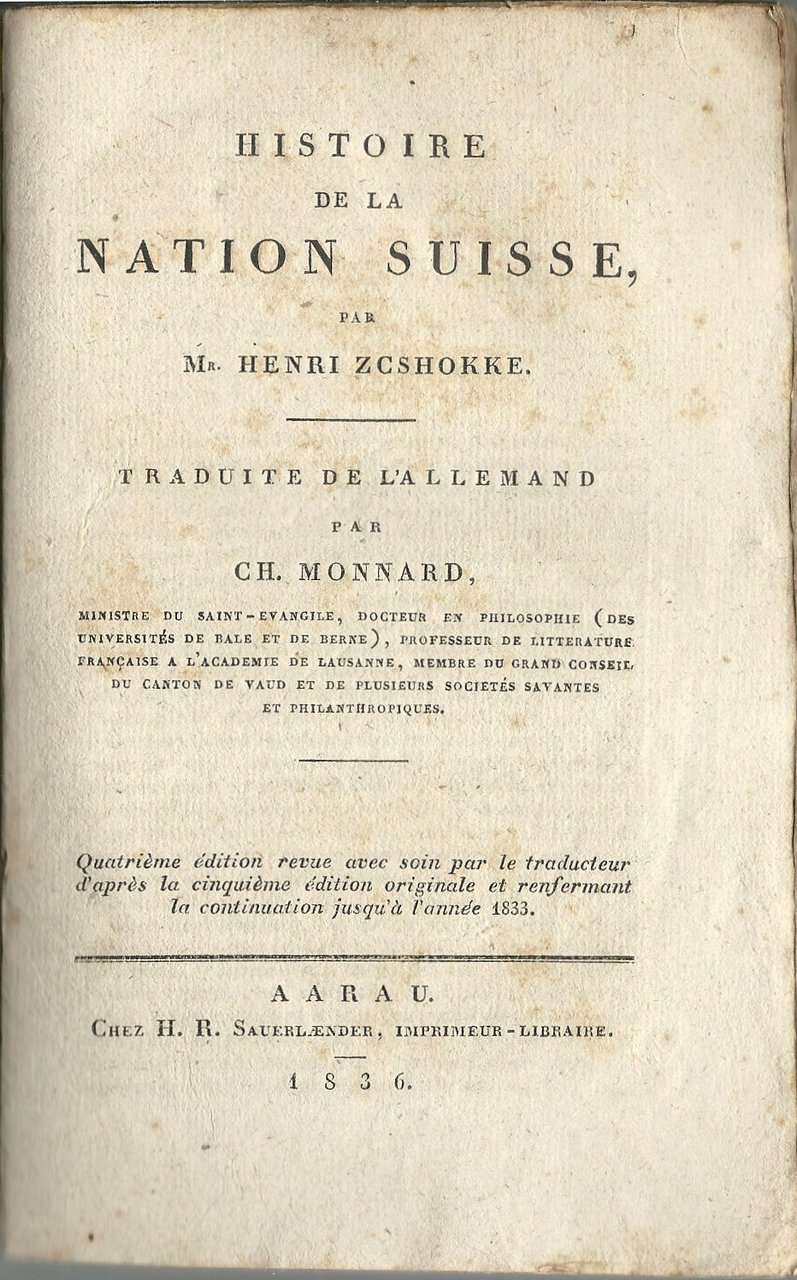 HISTOIRE
DE LA
NATION SUISSE,
PAR
Mr. HENRI ZCSHOKKE.
TRADUITE DE L'ALLEMAND
PAR
CH. MONNARD,
MINISTRE DU SAINT-EVANGILE, DOCTEUR EN PHILOSOPHIE (DES
UNIVERSITÉS DE BALE ET DE BERNE), PROFESSEUR DE LITTERATURE
FRANÇAISE A L'ACADEMIE DE LAUSANNE, MEMBRE DU GRAND CONSEIL
DU CANTON DE VAUD ET DE PLUSIEURS SOCIETÉS SAVANTES
ET PHILANTHROPIQUES.
Quatrième édition revue avec soin par le traducteur
d'après la cinquième édition originale et renfermant
la continuation jusqu'à l'année 1833.
AARAU.
CHEZ H. R. SAUERLÆNDER, IMPRIMEUR-LIBRAIRE.
1836.